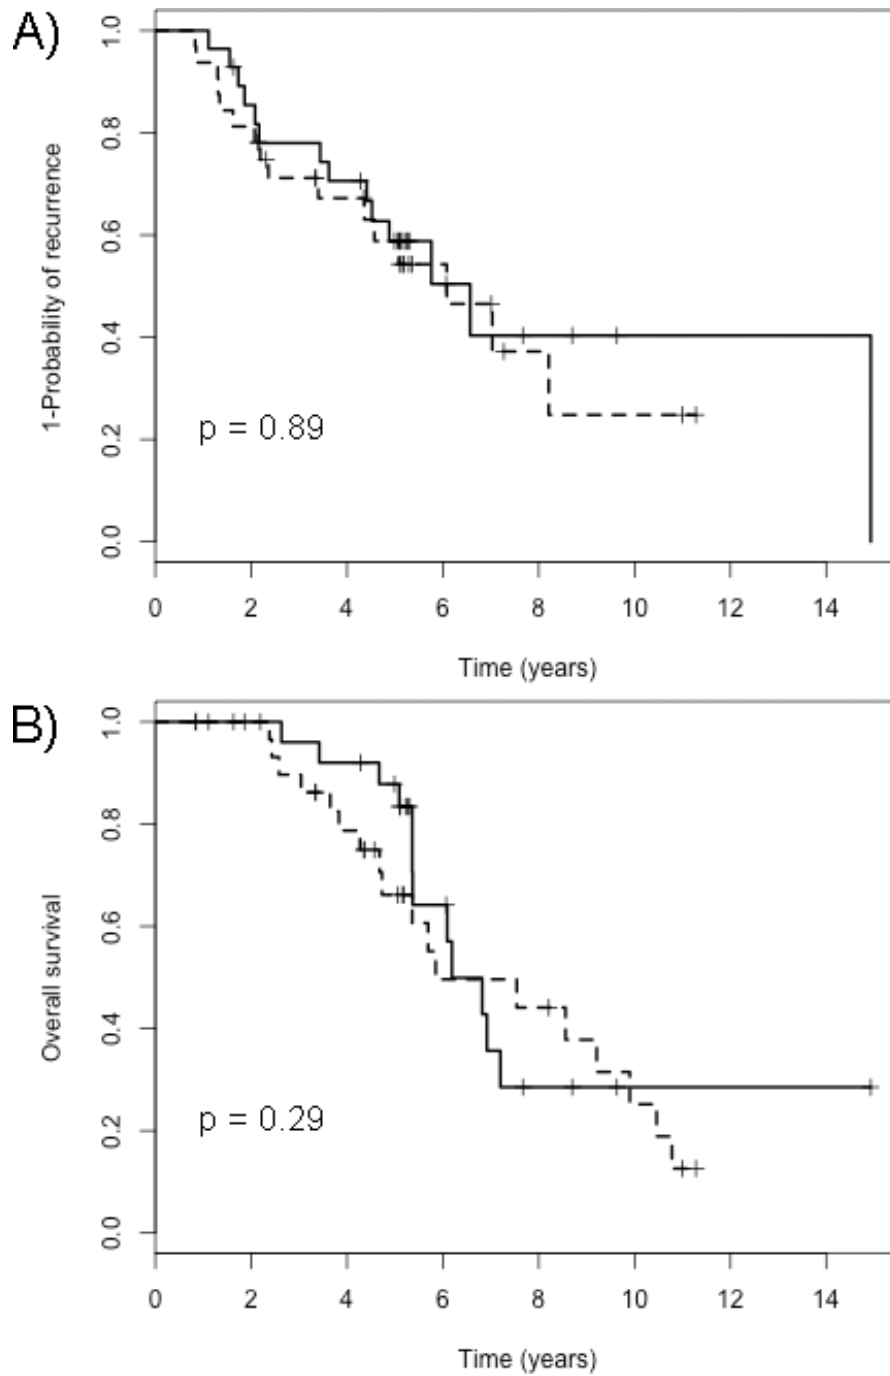 A)
1-Probability of recurrence
1.0
0.8
0.6
0.4
0.2
0.0
p = 0.89
0 2 4 6 8 10 12 14
Time (years)
B)
Overall survival
1.0
0.8
0.6
0.4
0.2
0.0
p = 0.29
0 2 4 6 8 10 12 14
Time (years)